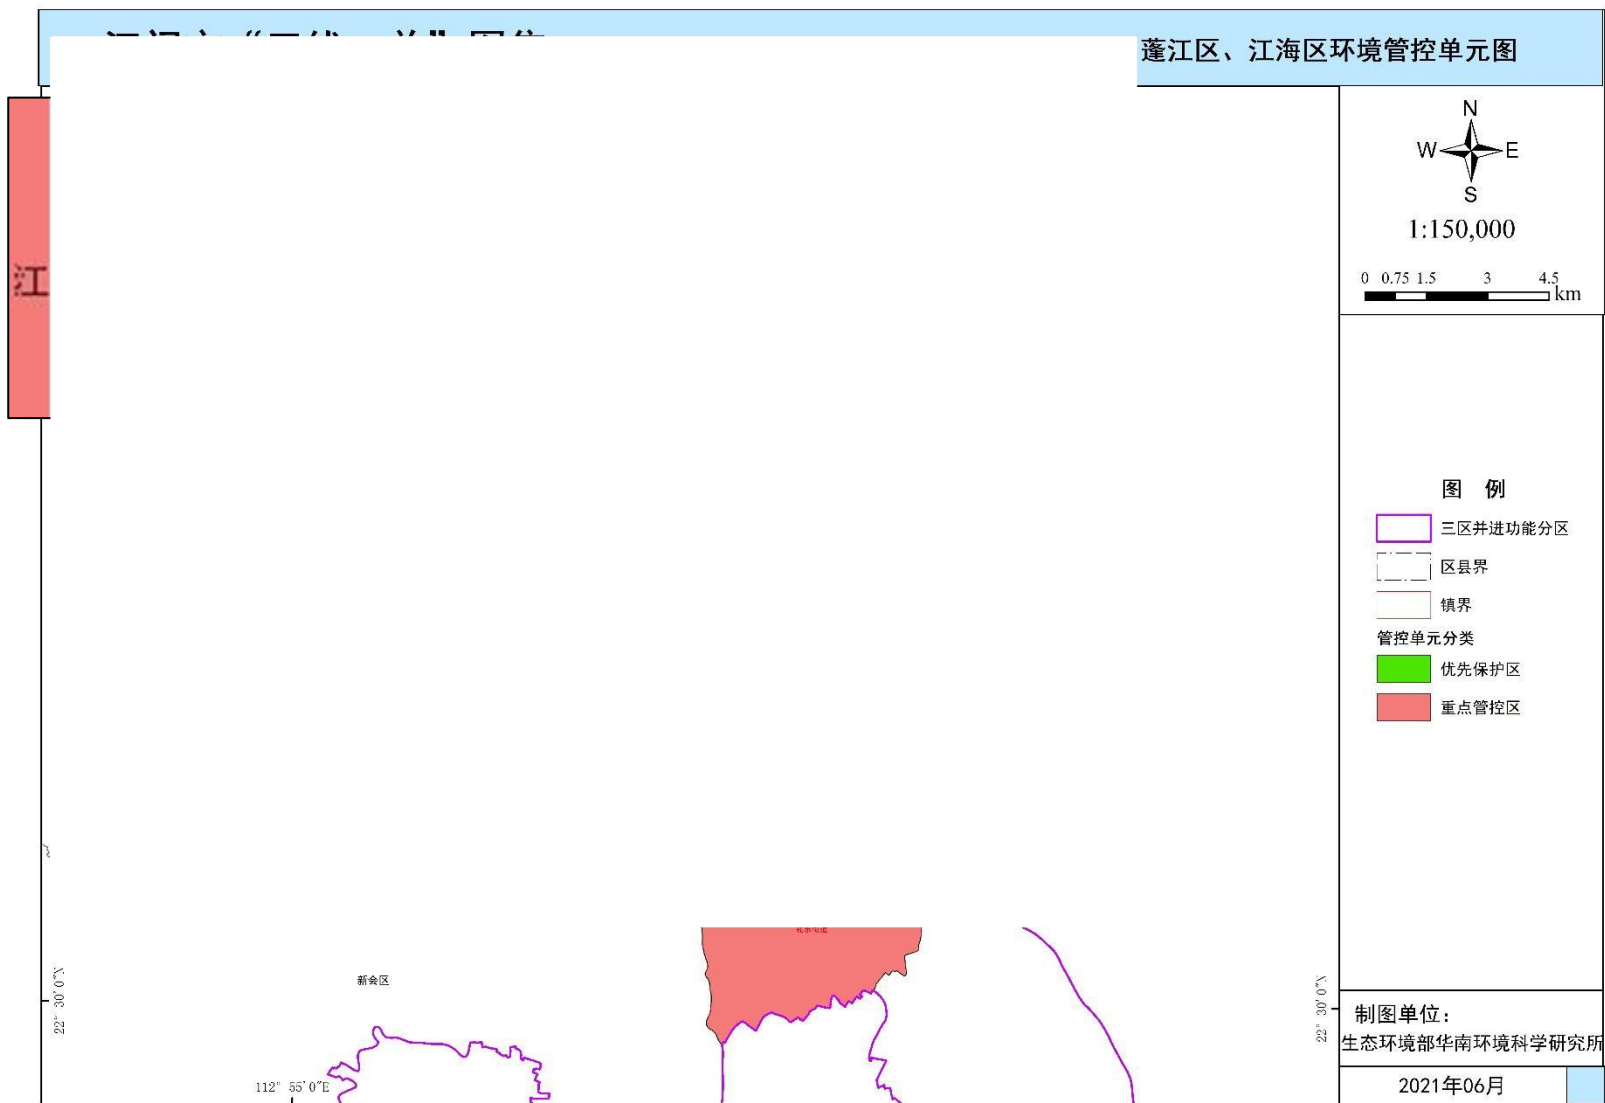 蓬江区、江海区环境管控单元图
N
W E
S
1:150,000
0 0.75 1.5 3 4.5
km
江
图 例
三区并进功能分区
区县界
镇界
管控单元分类
优先保护区
重点管控区
新会区
22° 30′ 0″N
22° 30′ 0″N
112° 55′ 0″E
制图单位：
生态环境部华南环境科学研究所
2021年06月